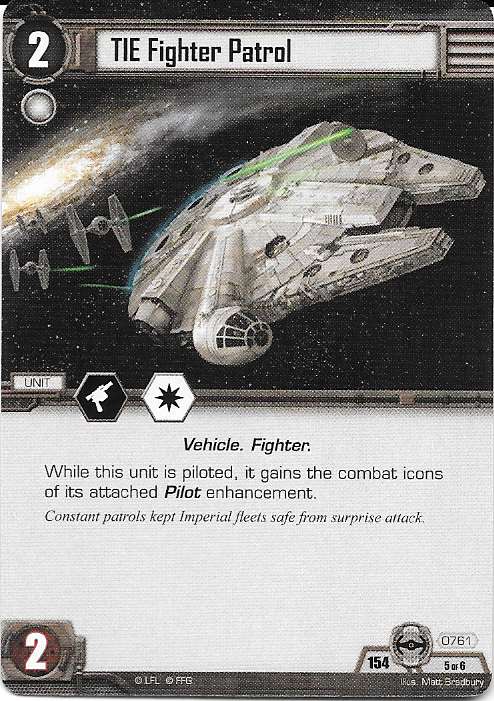 2
TIE Fighter Patrol
UNIT
Vehicle. Fighter.
While this unit is piloted, it gains the combat icons
of its attached Pilot enhancement.
Constant patrols kept Imperial fleets safe from surprise attack.
2
0761
154
5 of 6
© LFL © FFG
Illus. Matt Bradbury